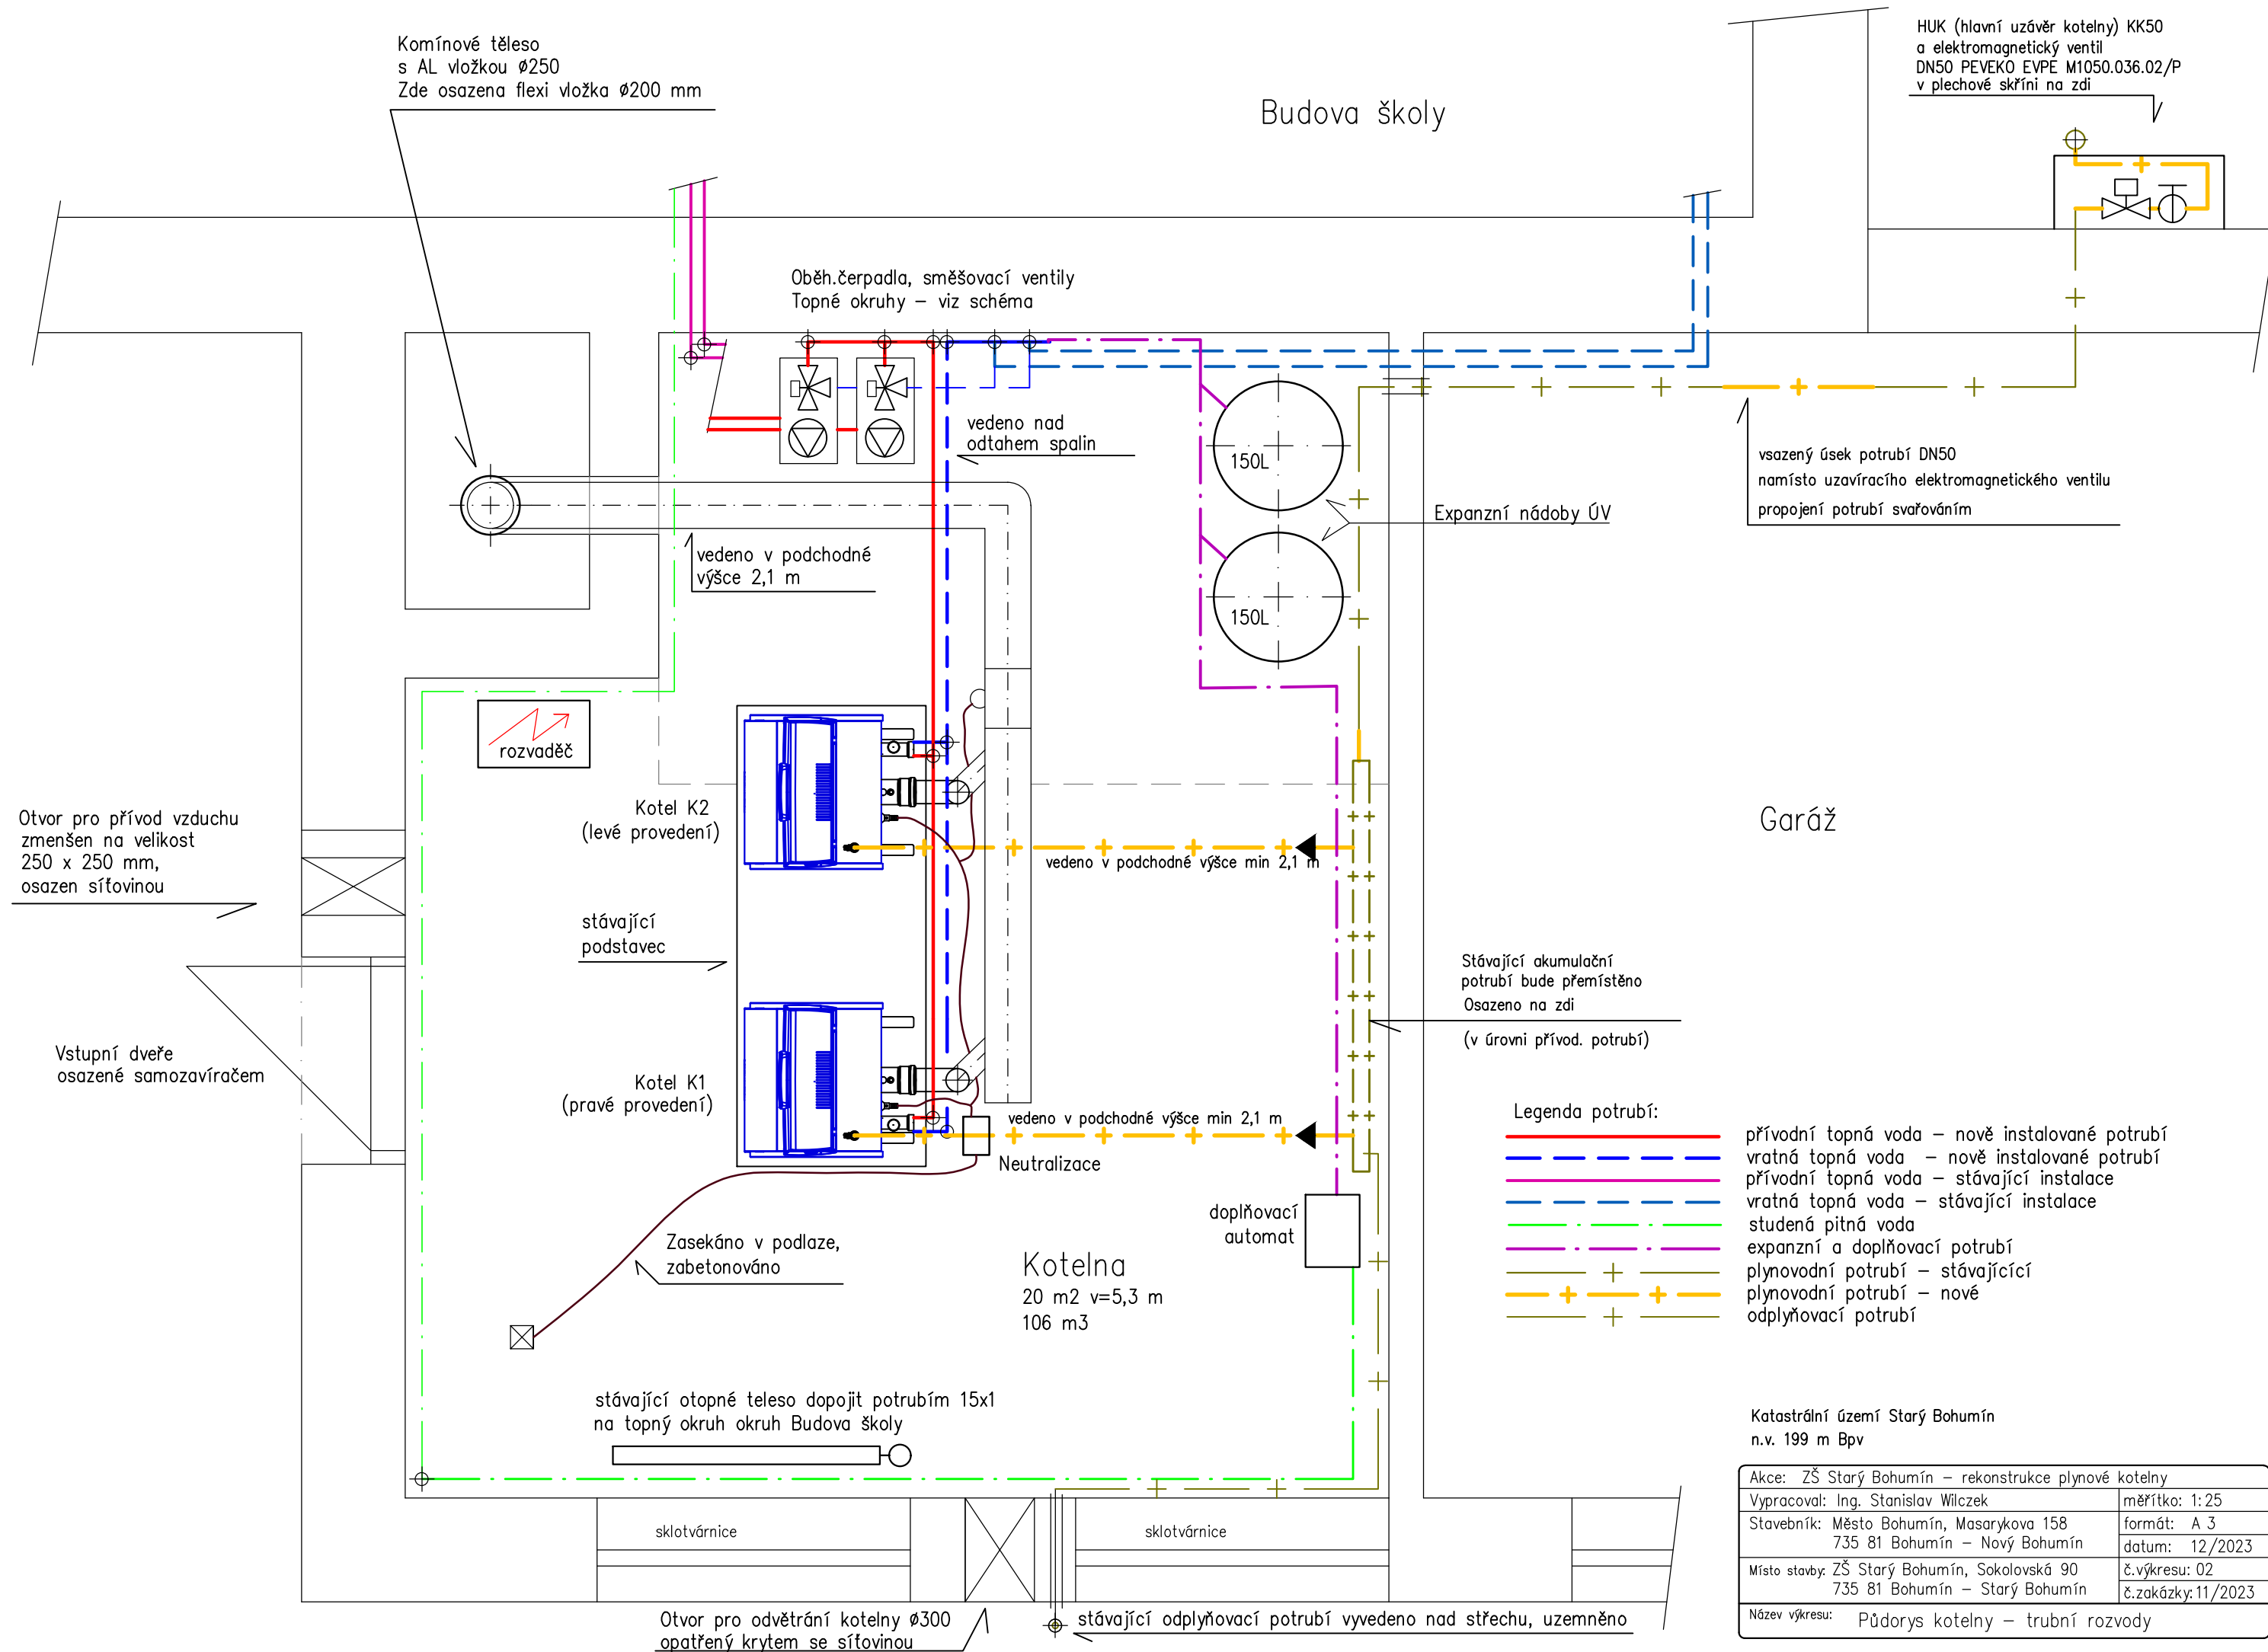 Komínové těleso
s AL vložkou Ø250
Zde osazena flexi vložka Ø200 mm
Budova školy
HUK (hlavní uzávěr kotelny) KK50
a elektromagnetický ventil
DN50 PEVEKO EVPE M1050.036.02/P
v plechové skříni na zdi
Oběh.čerpadla, směšovací ventily
Topné okruhy – viz schéma
vedeno nad
odtahem spalin
150L
150L
Expanzní nádoby ÚV
vsazený úsek potrubí DN50
namísto uzavíracího elektromagnetického ventilu
propojení potrubí svařováním
vedeno v podchodné
výšce 2,1 m
rozvaděč
Kotel K2
(levé provedení)
vedeno v podchodné výšce min 2,1 m
Garáž
Otvor pro přívod vzduchu
zmenšen na velikost
250 x 250 mm,
osazen síťovinou
stávající
podstavec
Stávající akumulační
potrubí bude přemístěno
Osazeno na zdi
(v úrovni přívod. potrubí)
Vstupní dveře
osazené samozavíračem
Kotel K1
(pravé provedení)
vedeno v podchodné výšce min 2,1 m
Neutralizace
doplňovací
automat
Zasekáno v podlaze,
zabetonováno
Kotelna
20 m2 v=5,3 m
106 m3
Legenda potrubí:
přívodní topná voda – nově instalované potrubí
vratná topná voda – nově instalované potrubí
přívodní topná voda – stávající instalace
vratná topná voda – stávající instalace
studená pitná voda
expanzní a doplňovací potrubí
plynovodní potrubí – stávajícící
plynovodní potrubí – nové
odplyňovací potrubí
stávající otopné teleso dopojit potrubím 15x1
na topný okruh okruh Budova školy
sklotvárnice
sklotvárnice
Otvor pro odvětrání kotelny Ø300
opatřený krytem se síťovinou
stávající odplyňovací potrubí vyvedeno nad střechu, uzemněno
Katastrální území Starý Bohumín
n.v. 199 m Bpv
Akce: ZŠ Starý Bohumín – rekonstrukce plynové kotelny
Vypracoval: Ing. Stanislav Wilczek
měřítko: 1:25
Stavebník: Město Bohumín, Masarykova 158
735 81 Bohumín – Nový Bohumín
formát: A 3
datum: 12/2023
Místo stavby: ZŠ Starý Bohumín, Sokolovská 90
735 81 Bohumín – Starý Bohumín
č.výkresu: 02
č.zakázky: 11/2023
Název výkresu: Půdorys kotelny – trubní rozvody